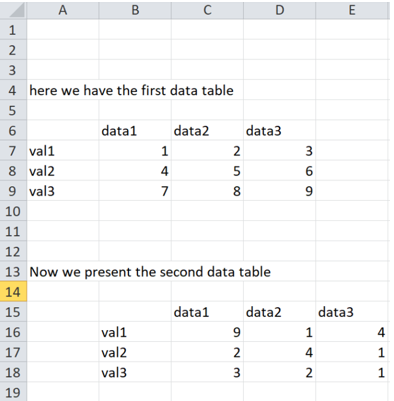 A B C D E
1
2
3
4 here we have the first data table
5
6 data1 data2 data3
7 val1 1 2 3
8 val2 4 5 6
9 val3 7 8 9
10
11
12
13 Now we present the second data table
14
15 data1 data2 data3
16 val1 9 1 4
17 val2 2 4 1
18 val3 3 2 1
19